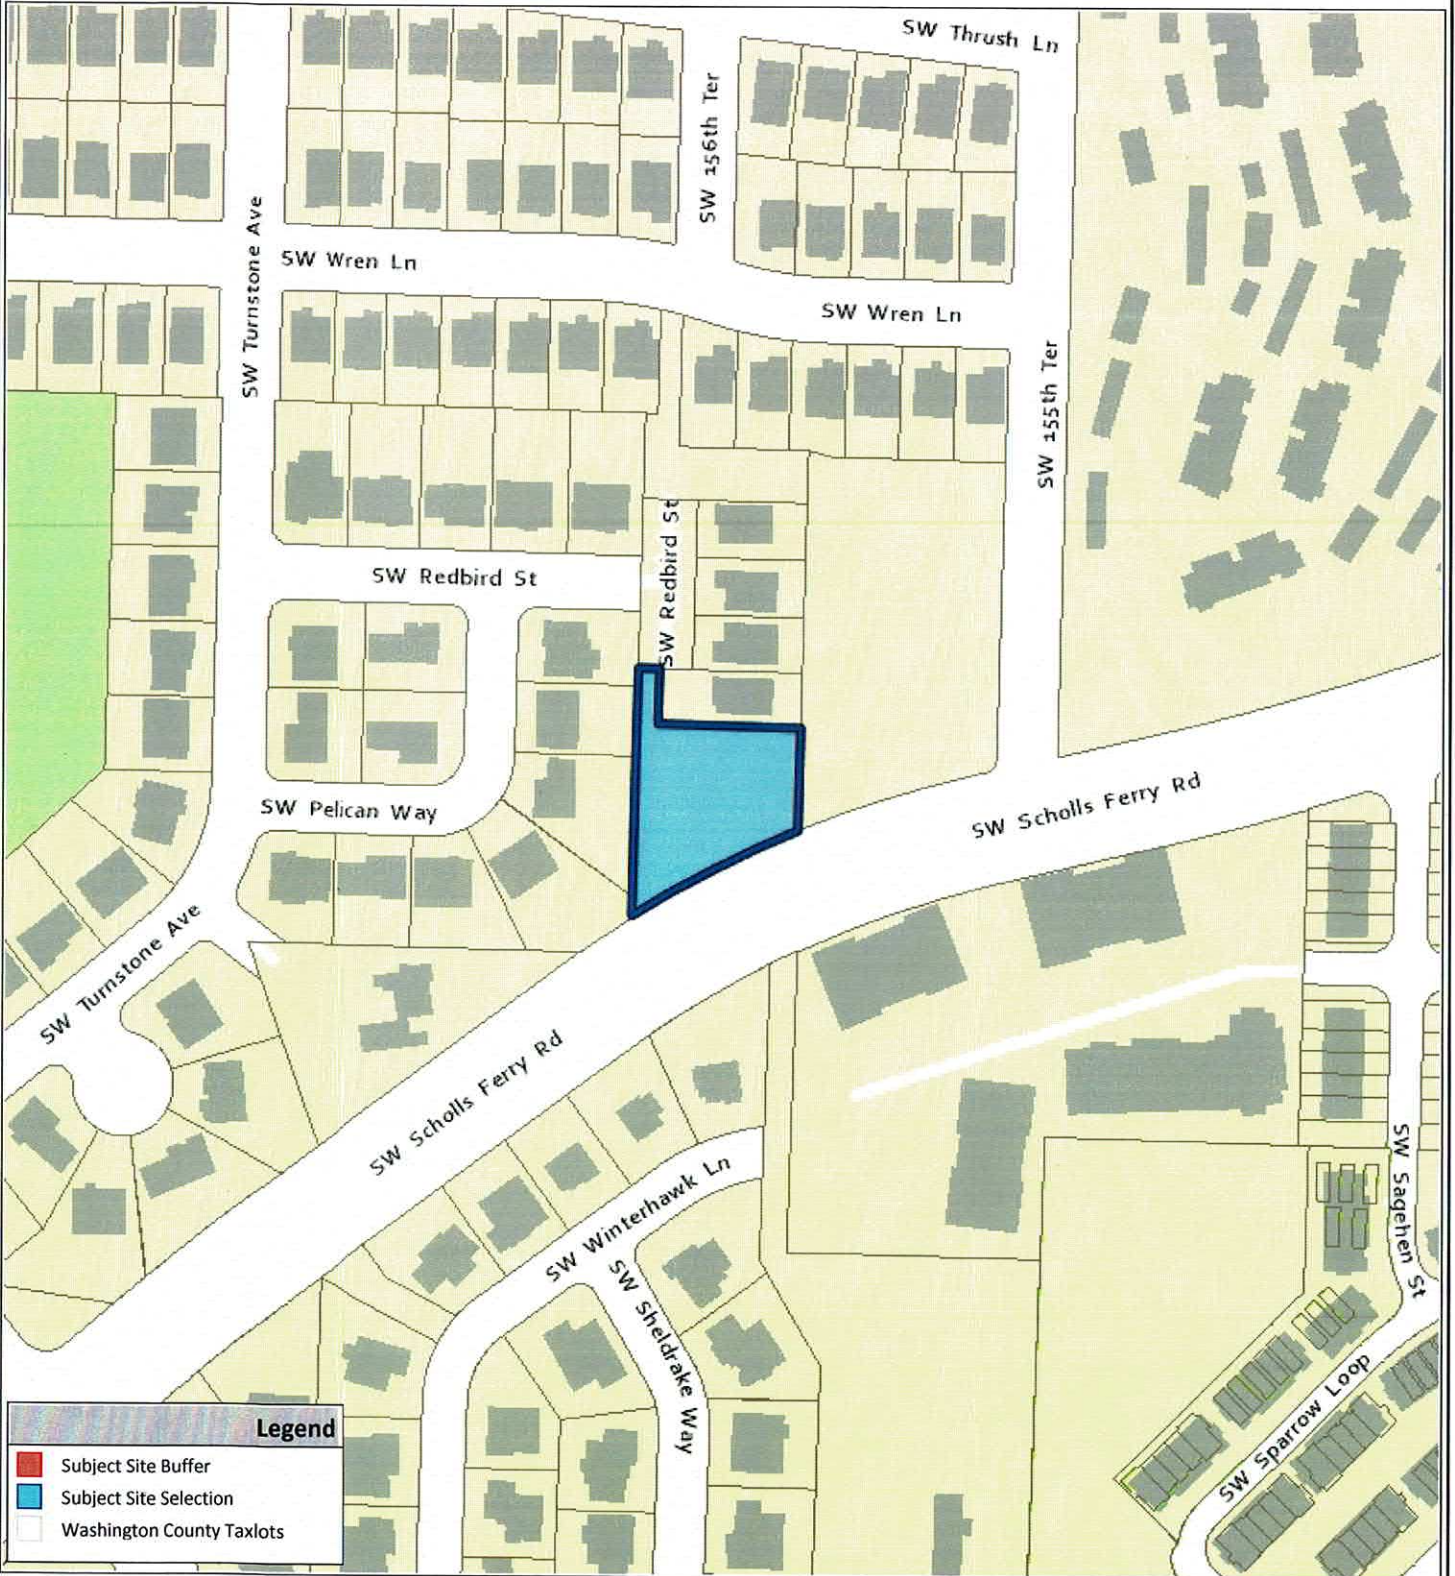 SW Thrush Ln
SW 156th Ter
SW Turnstone Ave
SW Wren Ln
SW Wren Ln
SW 155th Ter
SW Redbird St
SW Redbird St
SW Pelican Way
SW Scholls Ferry Rd
SW Turnstone Ave
SW Scholls Ferry Rd
SW Winterhawk Ln
SW Sheldrake Way
SW Sagehen St
SW Sparrow Loop
Legend
Subject Site Buffer
Subject Site Selection
Washington County Taxlots